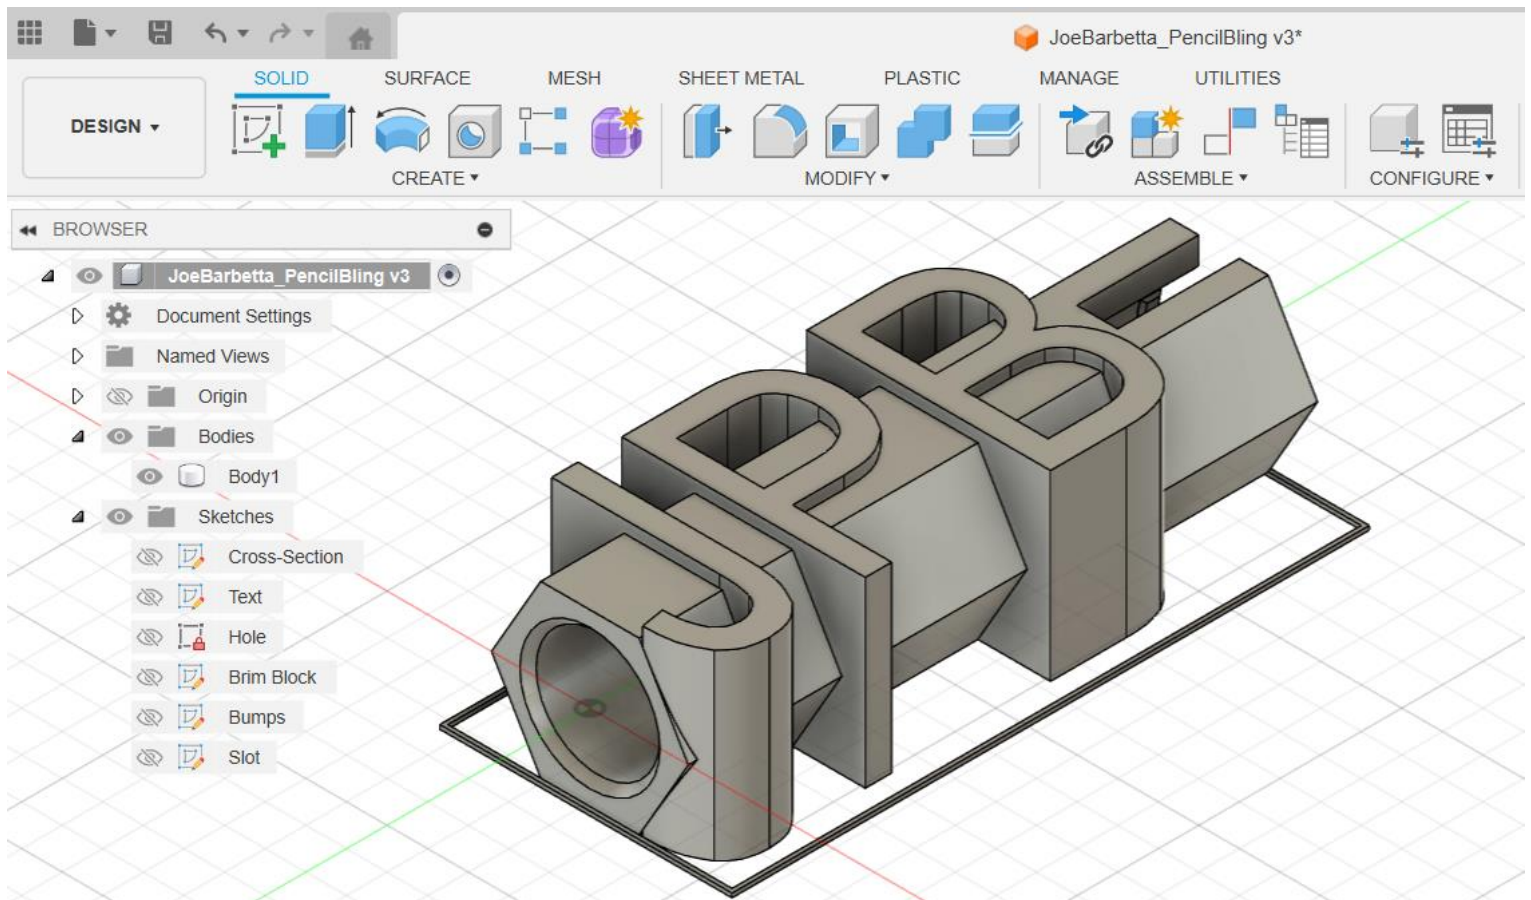 JoeBarbetta_PencilBling v3*
SOLID SURFACE MESH SHEET METAL PLASTIC MANAGE UTILITIES
DESIGN
CREATE MODIFY ASSEMBLE CONFIGURE
BROWSER
JoeBarbetta_PencilBling v3
Document Settings
Named Views
Origin
Bodies
Body1
Sketches
Cross-Section
Text
Hole
Brim Block
Bumps
Slot